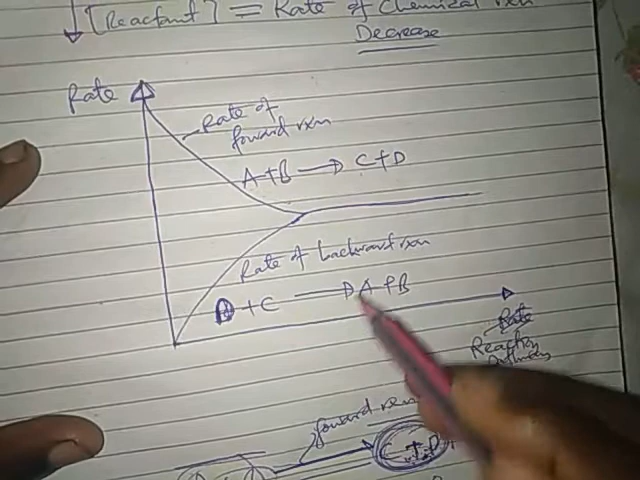 ↓ [Reactant] = Rate of Chemical rxn
Decrease
Rate
Rate of
forward rxn
A+B → C+D
Rate of backward rxn
D + C → A+B
Rate
Reaction
forward rxn
C + D